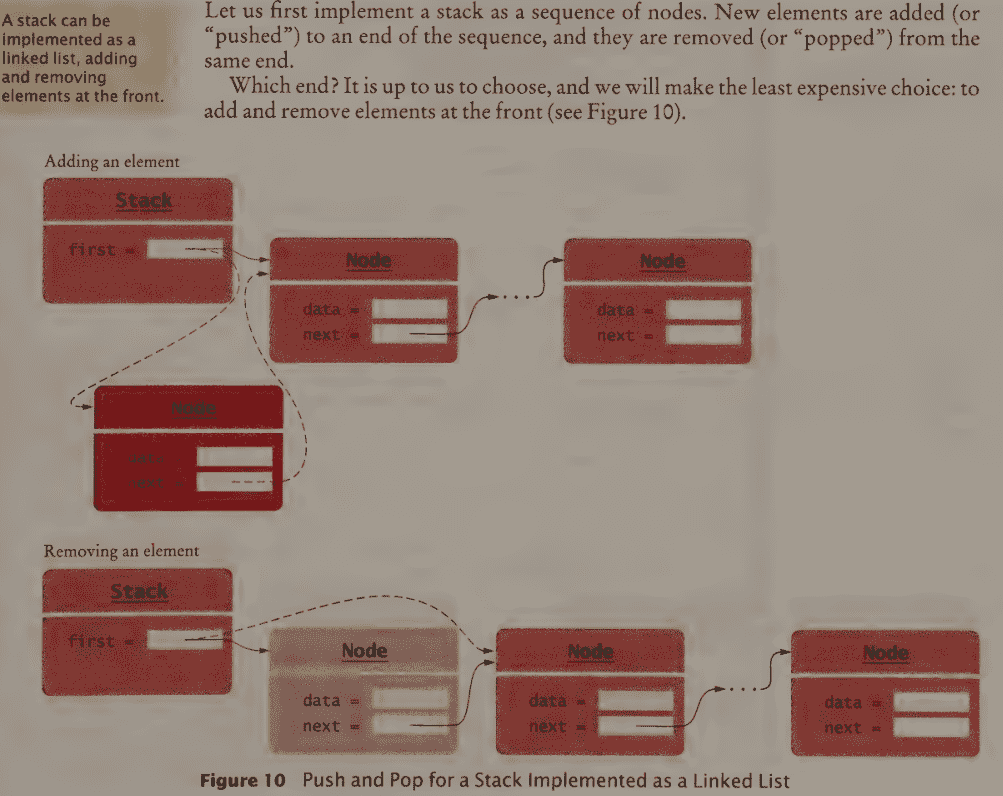 A stack can be
implemented as a
linked list, adding
and removing
elements at the front.
Let us first implement a stack as a sequence of nodes. New elements are added (or
“pushed”) to an end of the sequence, and they are removed (or “popped”) from the
same end.
Which end? It is up to us to choose, and we will make the least expensive choice: to
add and remove elements at the front (see Figure 10).
Adding an element
Stack
first =
Node
data =
next =
Node
data =
next =
Node
next =
Removing an element
Stack
first =
Node
data =
next =
Node
data =
next =
Node
data =
next =
Figure 10 Push and Pop for a Stack Implemented as a Linked List